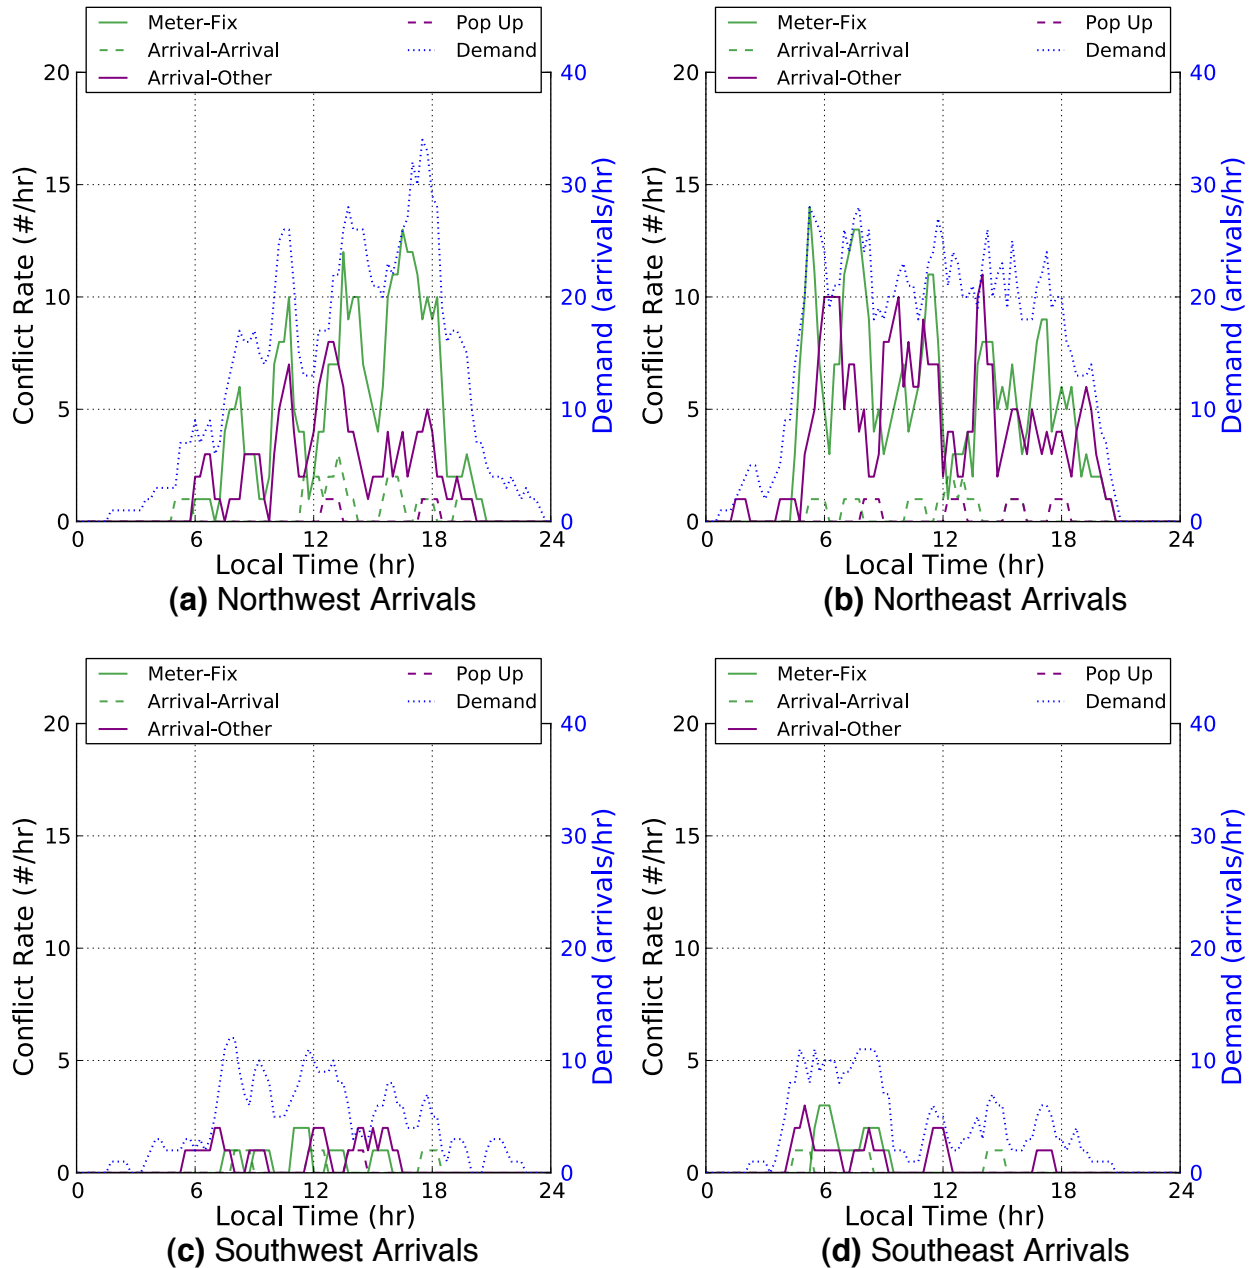 Meter-Fix
Arrival-Arrival
Arrival-Other
Pop Up
Demand
20
15
10
5
0
Conflict Rate (#/hr)
40
30
20
10
0
Demand (arrivals/hr)
0 6 12 18 24
Local Time (hr)
(a) Northwest Arrivals
Meter-Fix
Arrival-Arrival
Arrival-Other
Pop Up
Demand
20
15
10
5
0
Conflict Rate (#/hr)
40
30
20
10
0
Demand (arrivals/hr)
0 6 12 18 24
Local Time (hr)
(b) Northeast Arrivals
Meter-Fix
Arrival-Arrival
Arrival-Other
Pop Up
Demand
20
15
10
5
0
Conflict Rate (#/hr)
40
30
20
10
0
Demand (arrivals/hr)
0 6 12 18 24
Local Time (hr)
(c) Southwest Arrivals
Meter-Fix
Arrival-Arrival
Arrival-Other
Pop Up
Demand
20
15
10
5
0
Conflict Rate (#/hr)
40
30
20
10
0
Demand (arrivals/hr)
0 6 12 18 24
Local Time (hr)
(d) Southeast Arrivals